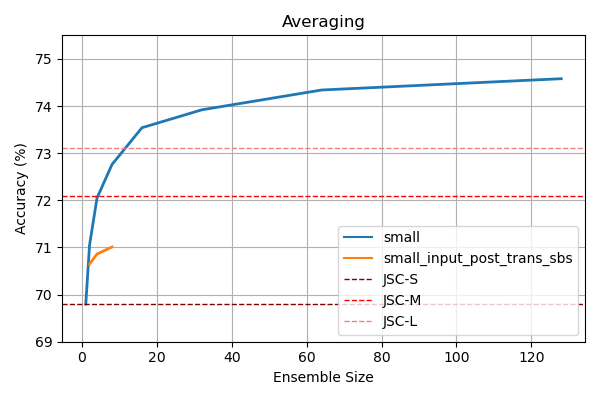 Averaging
75
74
73
72
71
70
69
Accuracy (%)
0
20
40
60
80
100
120
Ensemble Size
small
small_input_post_trans_sbs
JSC-S
JSC-M
JSC-L